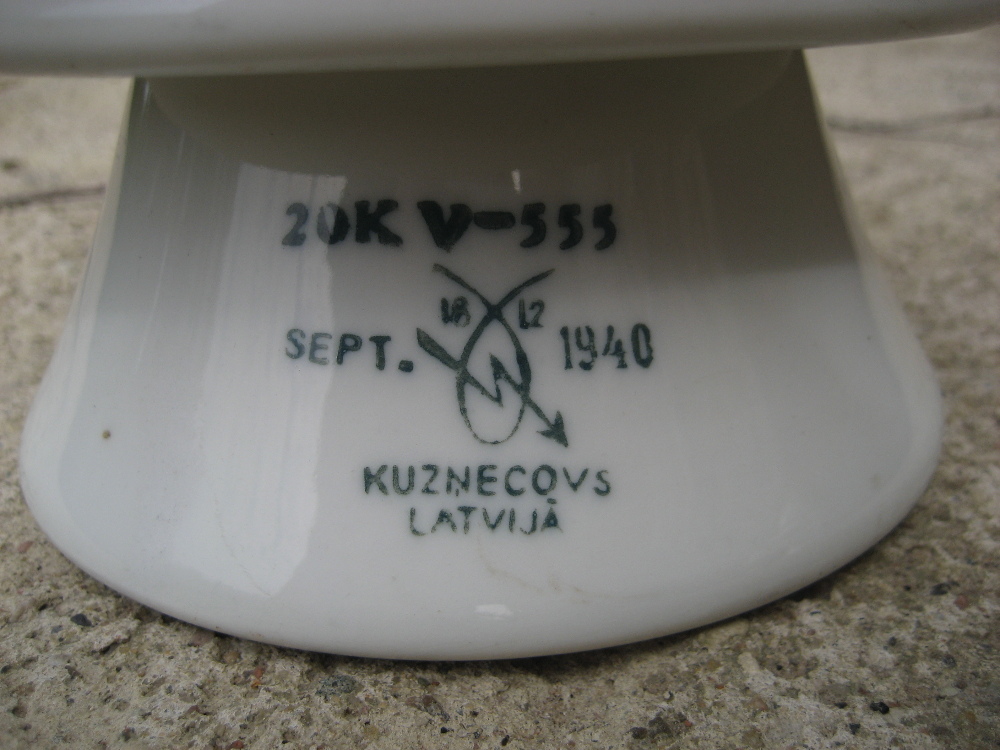 20KV-555
18 12
SEPT. 1940
KUZŅECOVS
LATVIJĀ